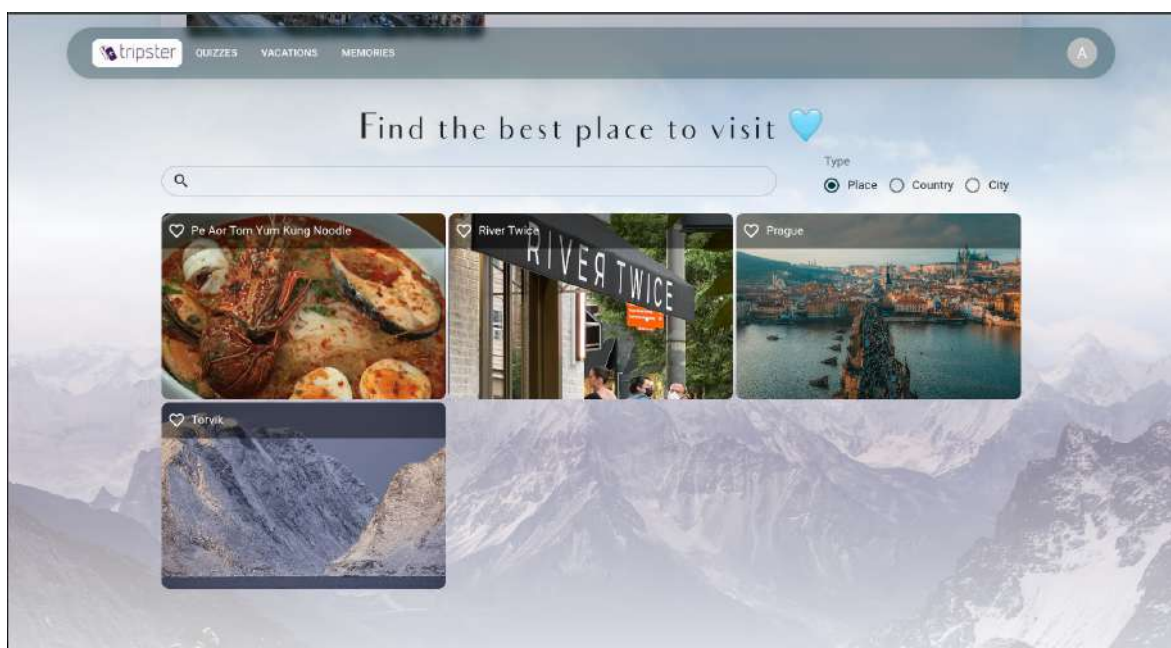 tripster QUIZZES VACATIONS MEMORIES A
Find the best place to visit 🩵
Type
Place Country City
Pe Aor Tom Yum Kung Noodle
River Twice
Prague
RIVEЯ TWICE
Torvik